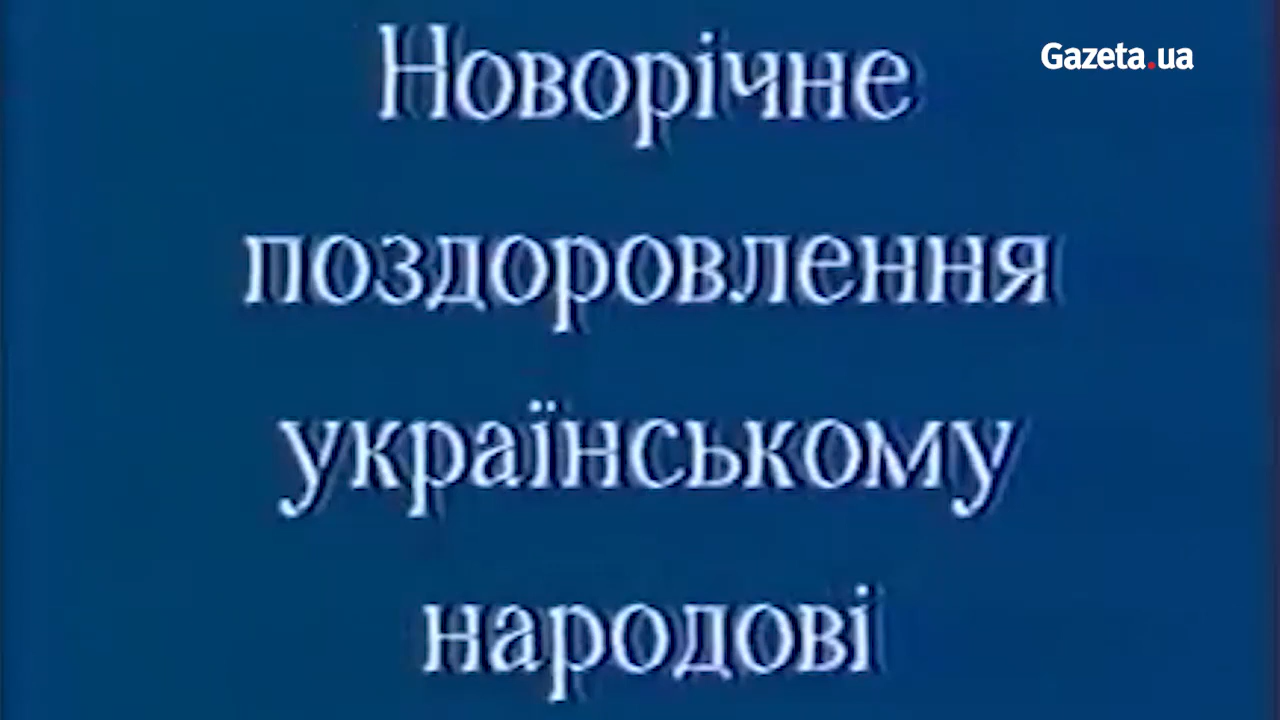 Gazeta.ua
Новорічне
поздоровлення
українському
народові